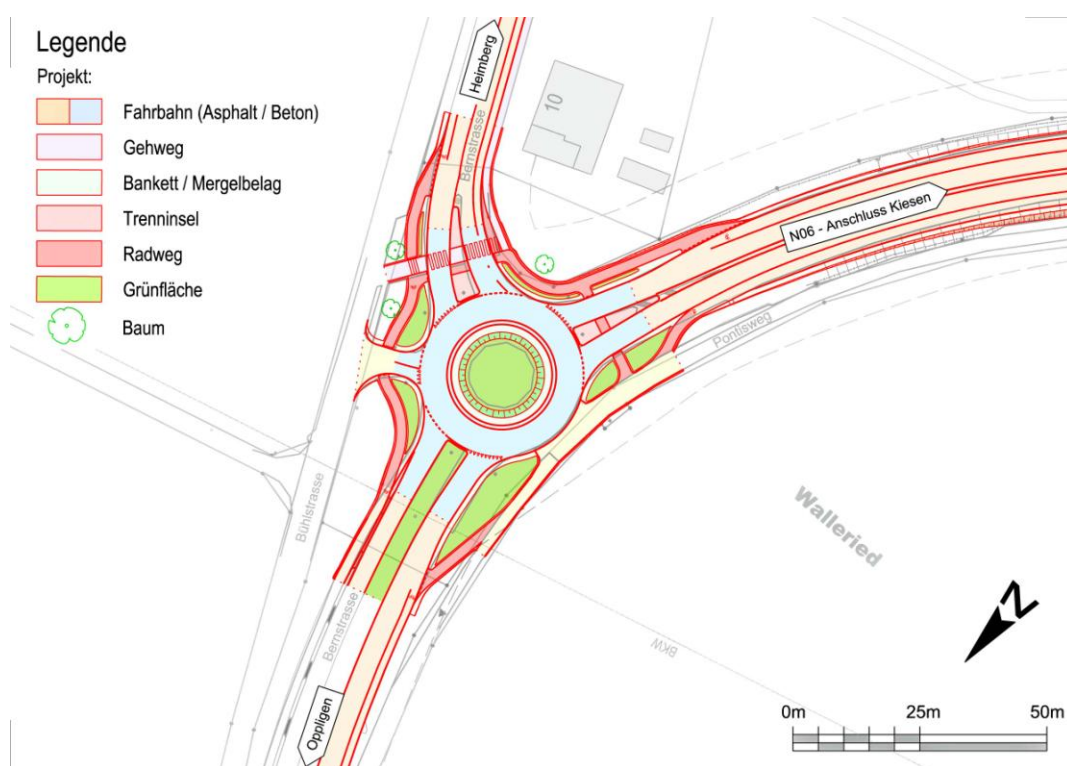 Legende
Projekt:
Fahrbahn (Asphalt / Beton)
Gehweg
Bankett / Mergelbelag
Trenninsel
Radweg
Grünfläche
Baum
Heimberg
Bernstrasse
10
N06 - Anschluss Kiesen
Pontisweg
Bühlstrasse
Walleried
Bernstrasse
BKW
Oppligen
N
0m 25m 50m